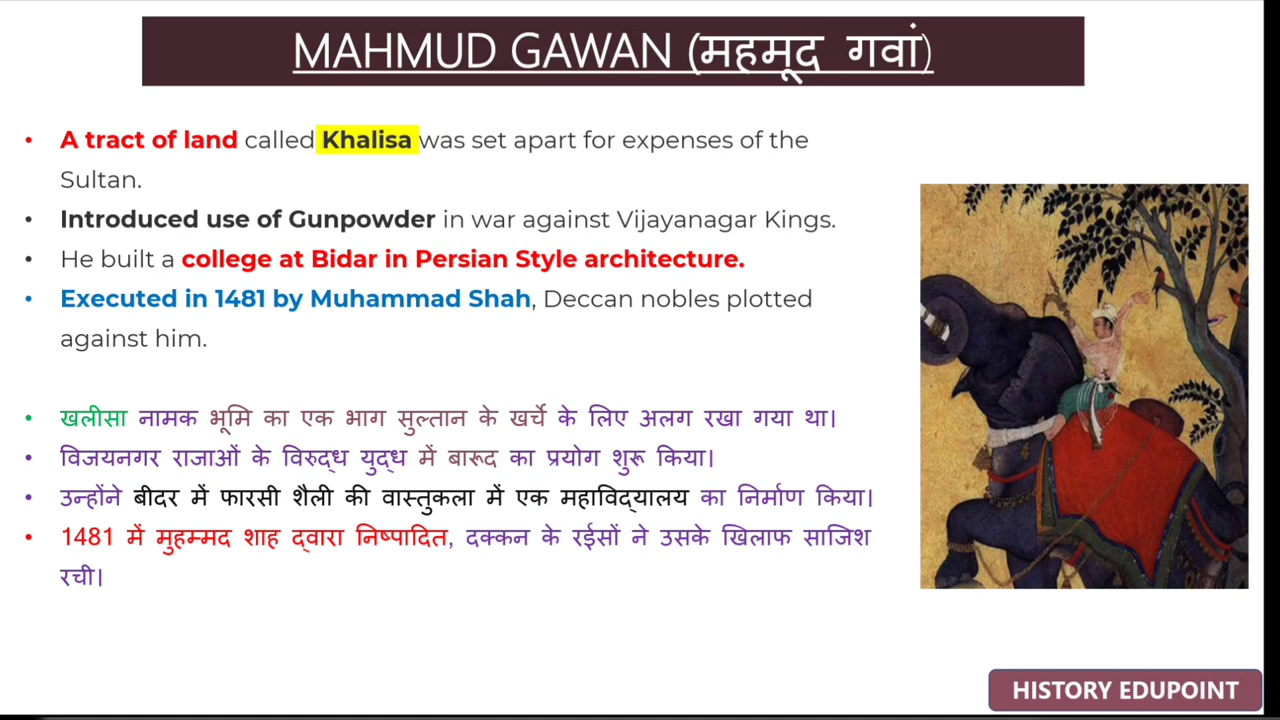 MAHMUD GAWAN (महमूद गवां)
• A tract of land called Khalisa was set apart for expenses of the
Sultan.
• Introduced use of Gunpowder in war against Vijayanagar Kings.
• He built a college at Bidar in Persian Style architecture.
• Executed in 1481 by Muhammad Shah, Deccan nobles plotted
against him.
• खलीसा नामक भूमि का एक भाग सुल्तान के खर्चे के लिए अलग रखा गया था।
• विजयनगर राजाओं के विरुद्ध युद्ध में बारूद का प्रयोग शुरू किया।
• उन्होंने बीदर में फारसी शैली की वास्तुकला में एक महाविद्यालय का निर्माण किया।
• 1481 में मुहम्मद शाह द्वारा निष्पादित, दक्कन के रईसों ने उसके खिलाफ साजिश
रची।
HISTORY EDUPOINT